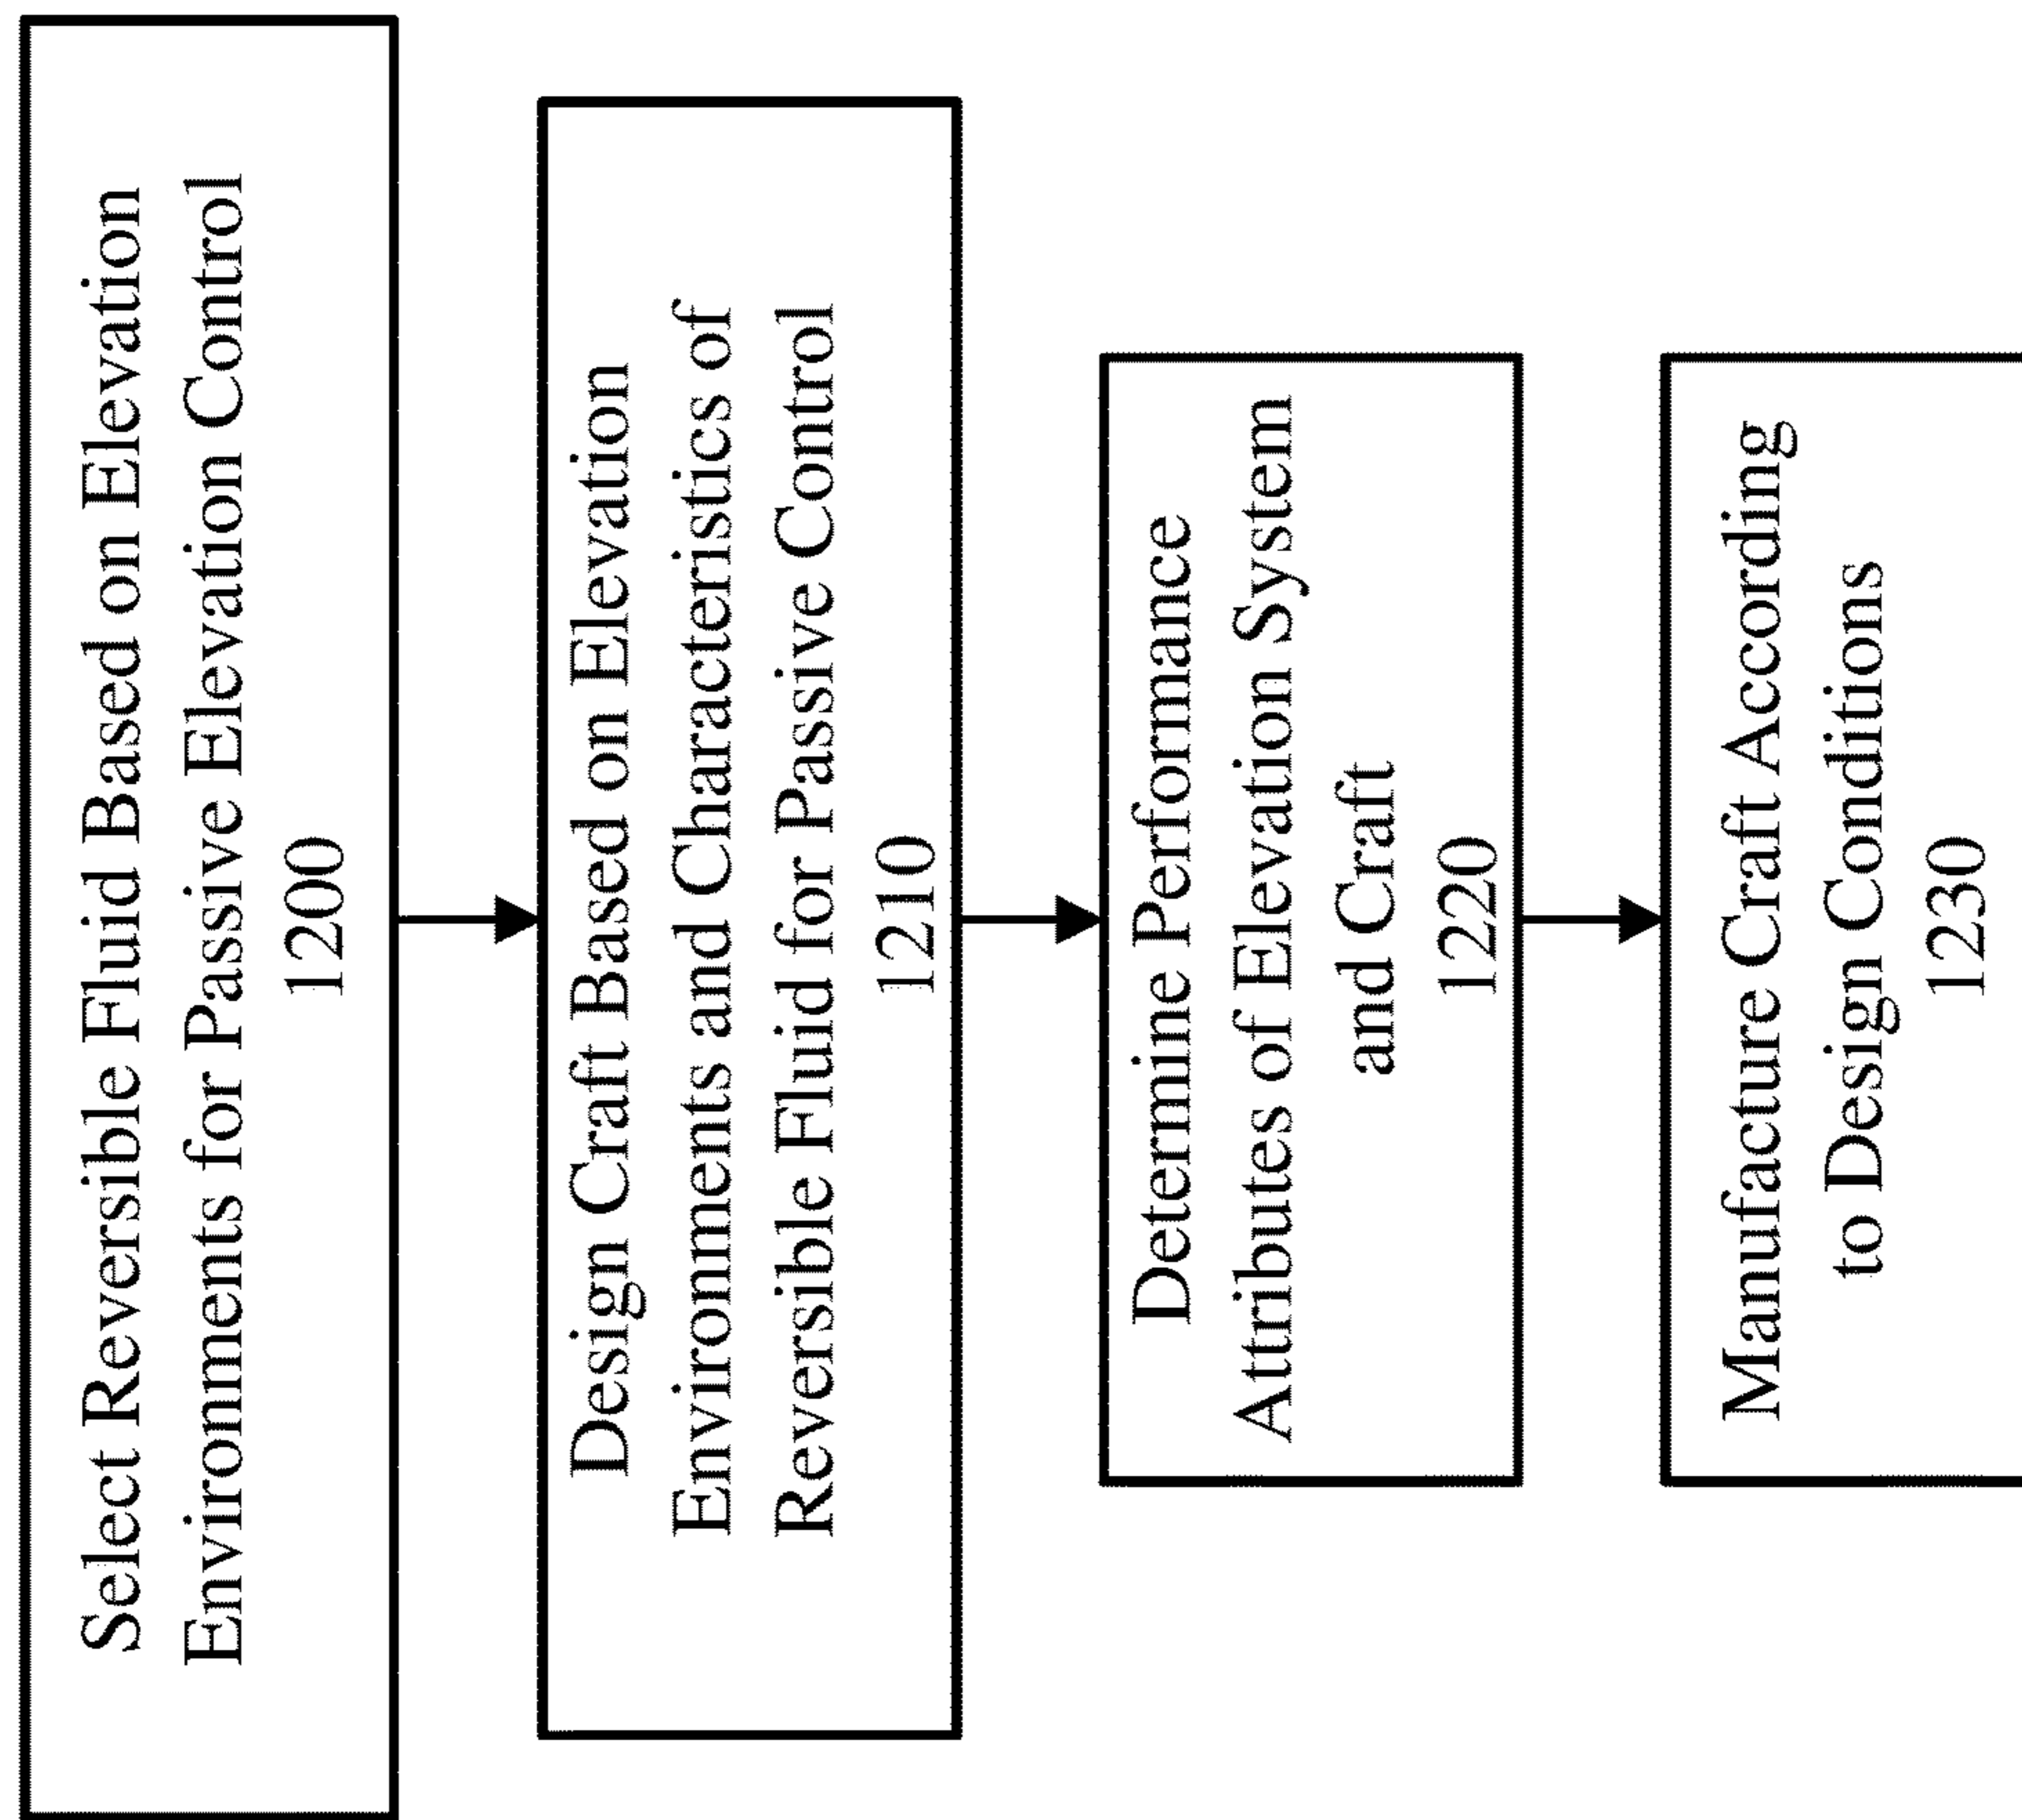 Select Reversible Fluid Based on Elevation
Environments for Passive Elevation Control
1200
Design Craft Based on Elevation
Environments and Characteristics of
Reversible Fluid for Passive Control
1210
Determine Performance
Attributes of Elevation System
and Craft
1220
Manufacture Craft According
to Design Conditions
1230